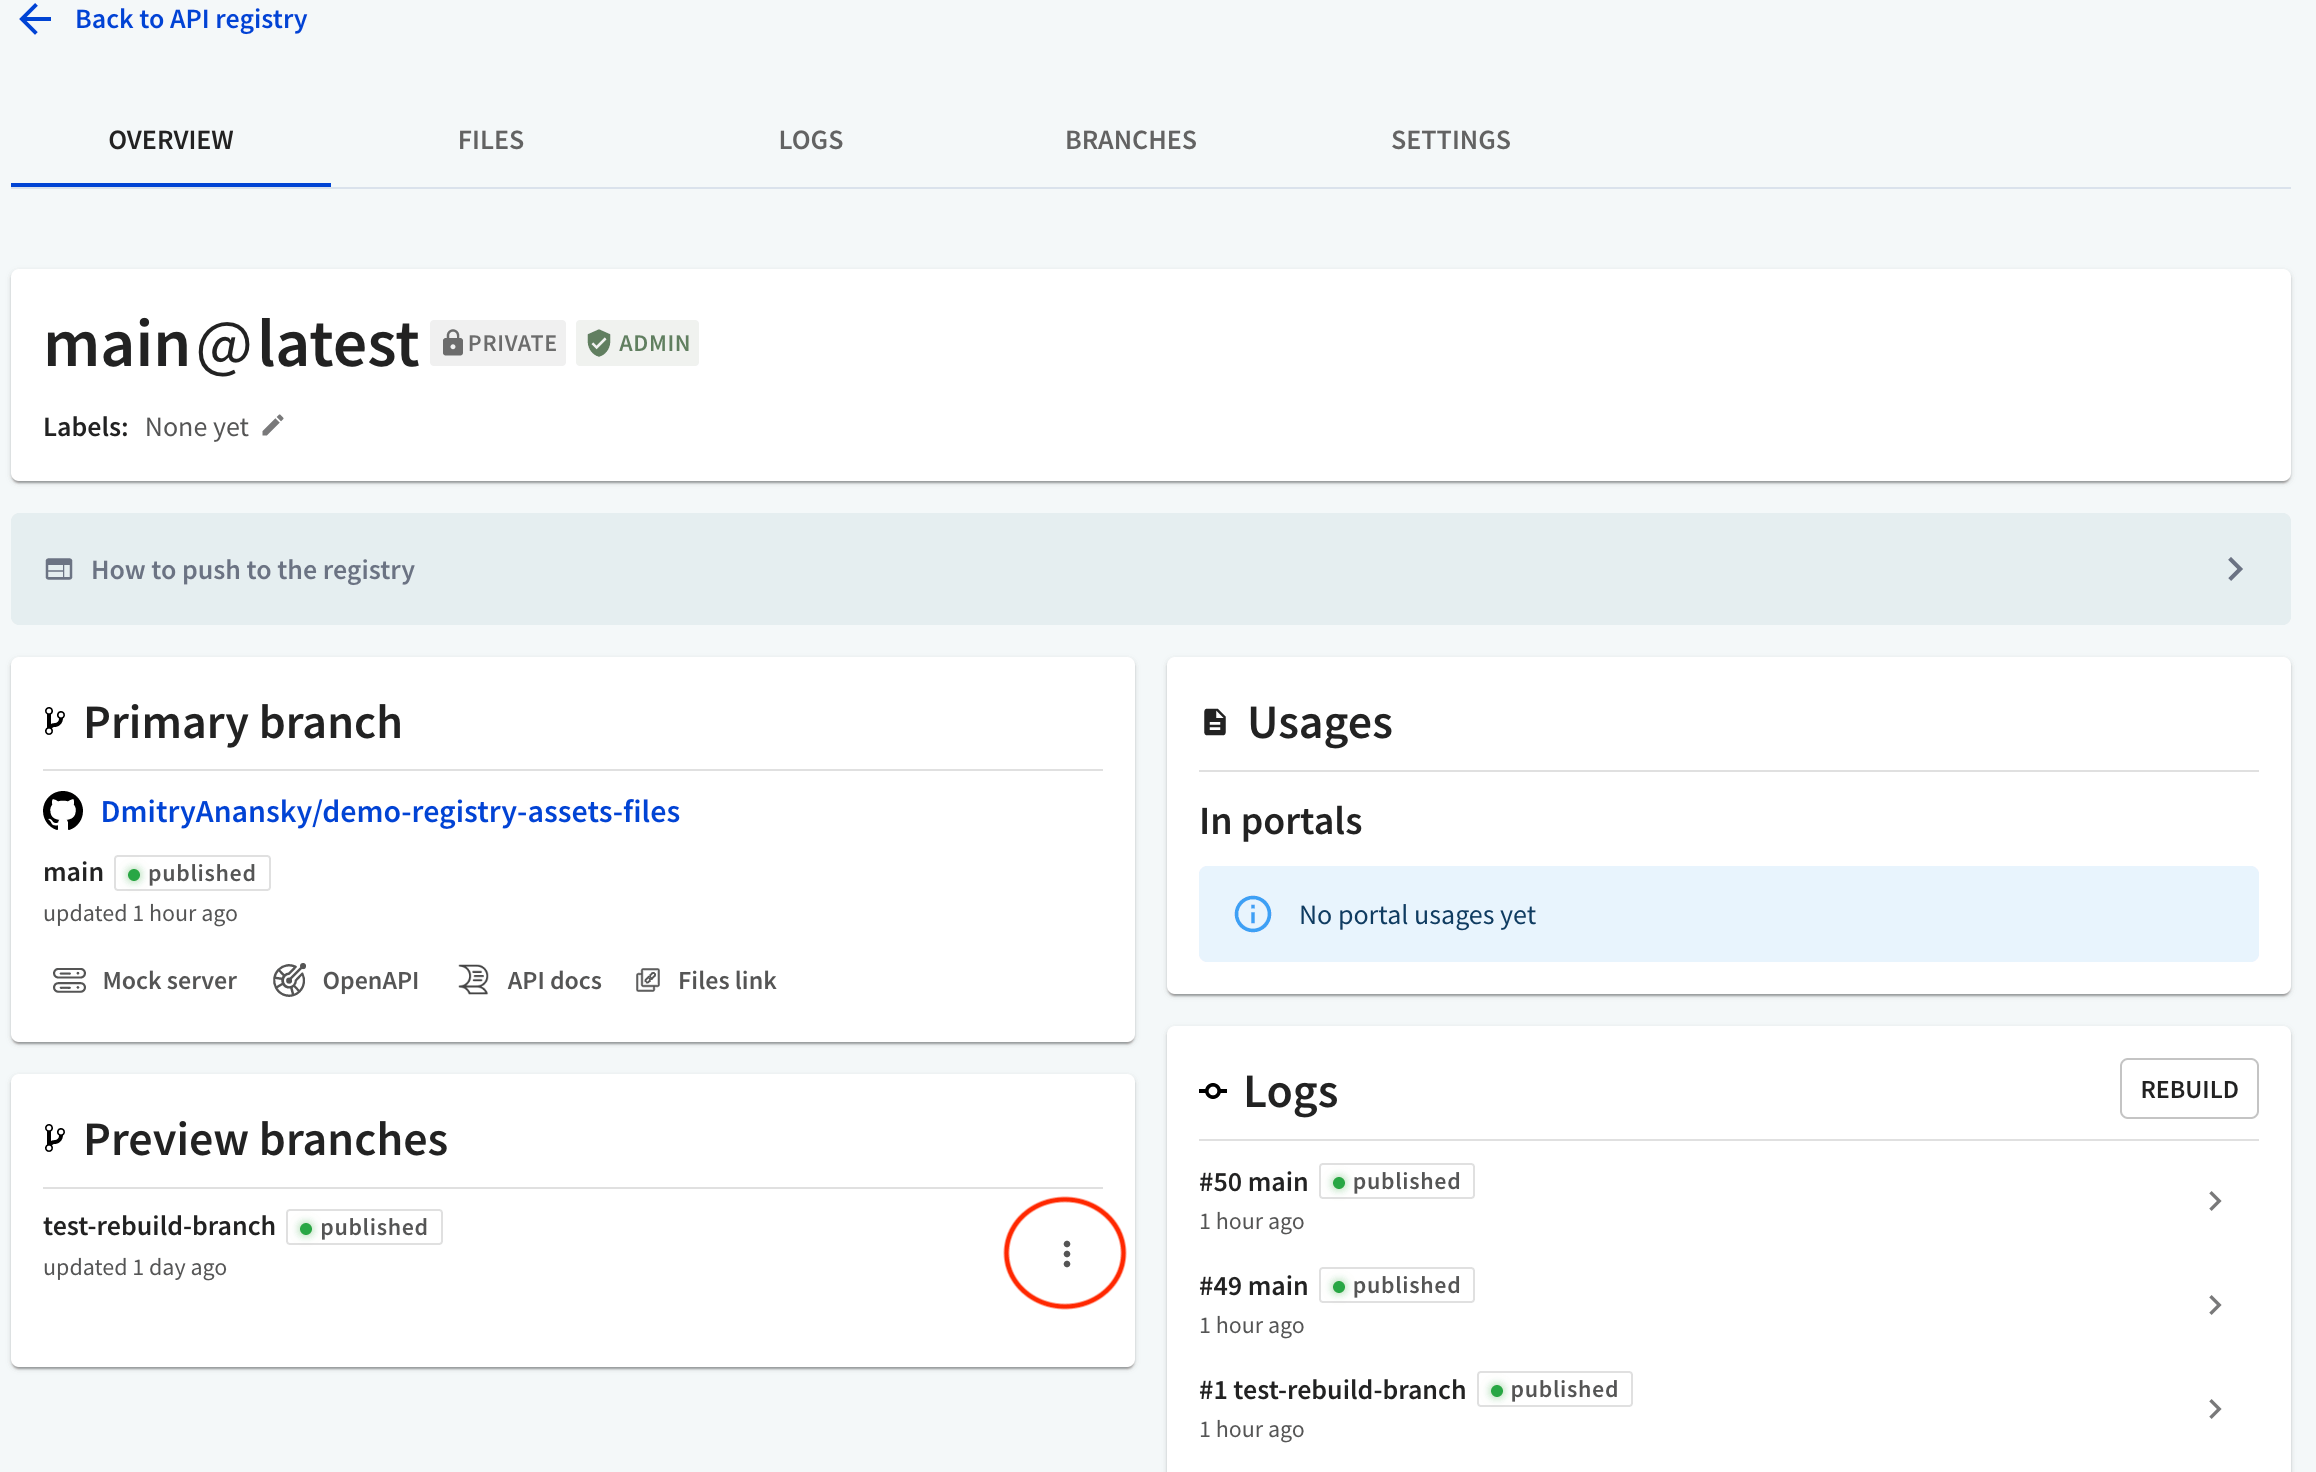 Back to API registry
OVERVIEW FILES LOGS BRANCHES SETTINGS
main@latest PRIVATE ADMIN
Labels: None yet
How to push to the registry
Primary branch
DmitryAnansky/demo-registry-assets-files
main published
updated 1 hour ago
Mock server OpenAPI API docs Files link
Preview branches
test-rebuild-branch published
updated 1 day ago
Usages
In portals
No portal usages yet
Logs REBUILD
#50 main published
1 hour ago
#49 main published
1 hour ago
#1 test-rebuild-branch published
1 hour ago